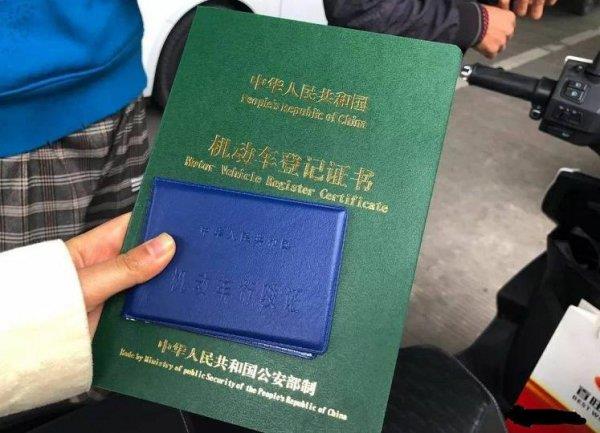 中华人民共和国
People's Republic of China
机动车登记证书
Motor Vehicle Register Certificate
中华人民共和国
机动车行驶证
中华人民共和国公安部制
Made by Ministry of public Security of the People's Republic of China
百旺
BEST W